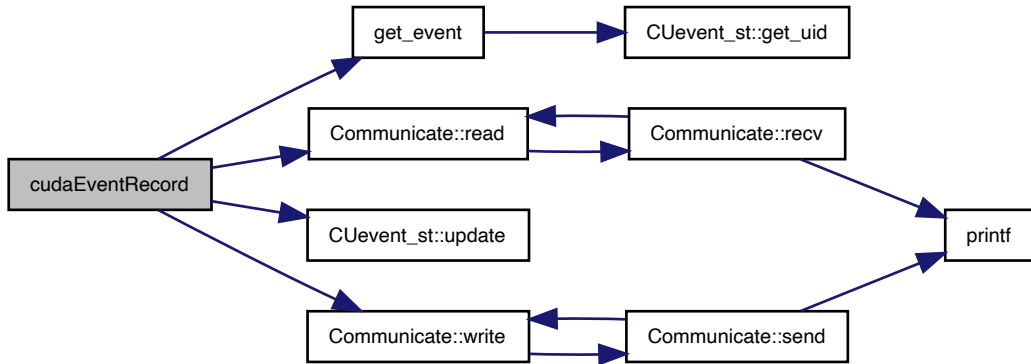 get_event
CUevent_st::get_uid
Communicate::read
Communicate::recv
cudaEventRecord
CUevent_st::update
printf
Communicate::write
Communicate::send